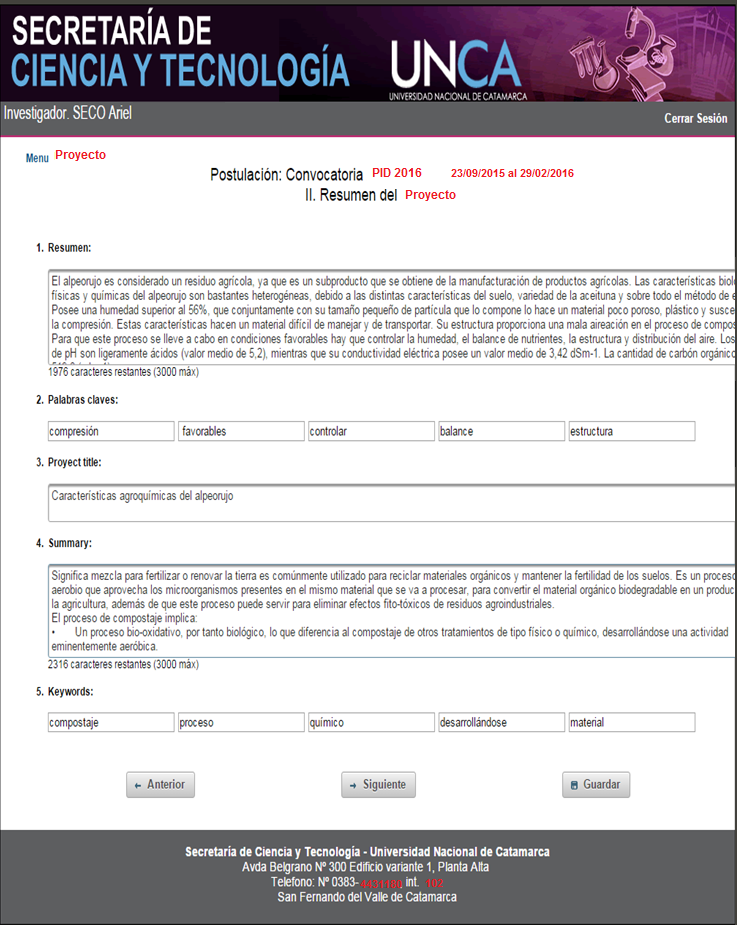 SECRETARÍA DE
CIENCIA Y TECNOLOGÍA
UNCA
UNIVERSIDAD NACIONAL DE CATAMARCA
Investigador. SECO Ariel
Cerrar Sesión
Menu Proyecto
Postulación: Convocatoria PID 2016 23/09/2015 al 29/02/2016
II. Resumen del Proyecto
1. Resumen:
El alpeorujo es considerado un residuo agrícola, ya que es un subproducto que se obtiene de la manufacturación de productos agrícolas. Las características biol
físicas y químicas del alpeorujo son bastantes heterogéneas, debido a las distintas características del suelo, variedad de la aceituna y sobre todo el método de e
Posee una humedad superior al 56%, que conjuntamente con su tamaño pequeño de partícula que lo compone lo hace un material poco poroso, plástico y susce
la compresión. Estas características hacen un material difícil de manejar y de transportar. Su estructura proporciona una mala aireación en el proceso de compos
Para que este proceso se lleve a cabo en condiciones favorables hay que controlar la humedad, el balance de nutrientes, la estructura y distribución del aire. Los
de pH son ligeramente ácidos (valor medio de 5,2), mientras que su conductividad eléctrica posee un valor medio de 3,42 dSm-1. La cantidad de carbón orgánic
1976 caracteres restantes (3000 máx)
2. Palabras claves:
compresión favorables controlar balance estructura
3. Proyect title:
Características agroquímicas del alpeorujo
4. Summary:
Significa mezcla para fertilizar o renovar la tierra es comúnmente utilizado para reciclar materiales orgánicos y mantener la fertilidad de los suelos. Es un proceso
aerobio que aprovecha los microorganismos presentes en el mismo material que se va a procesar, para convertir el material orgánico biodegradable en un produc
la agricultura, además de que este proceso puede servir para eliminar efectos fito-tóxicos de residuos agroindustriales.
El proceso de compostaje implica:
• Un proceso bio-oxidativo, por tanto biológico, lo que diferencia al compostaje de otros tratamientos de tipo físico o químico, desarrollándose una actividad
eminentemente aeróbica.
2316 caracteres restantes (3000 máx)
5. Keywords:
compostaje proceso químico desarrollándose material
Anterior Siguiente Guardar
Secretaría de Ciencia y Tecnología - Universidad Nacional de Catamarca
Avda Belgrano Nº 300 Edificio variante 1, Planta Alta
Telefono: Nº 0383- int. 102
San Fernando del Valle de Catamarca